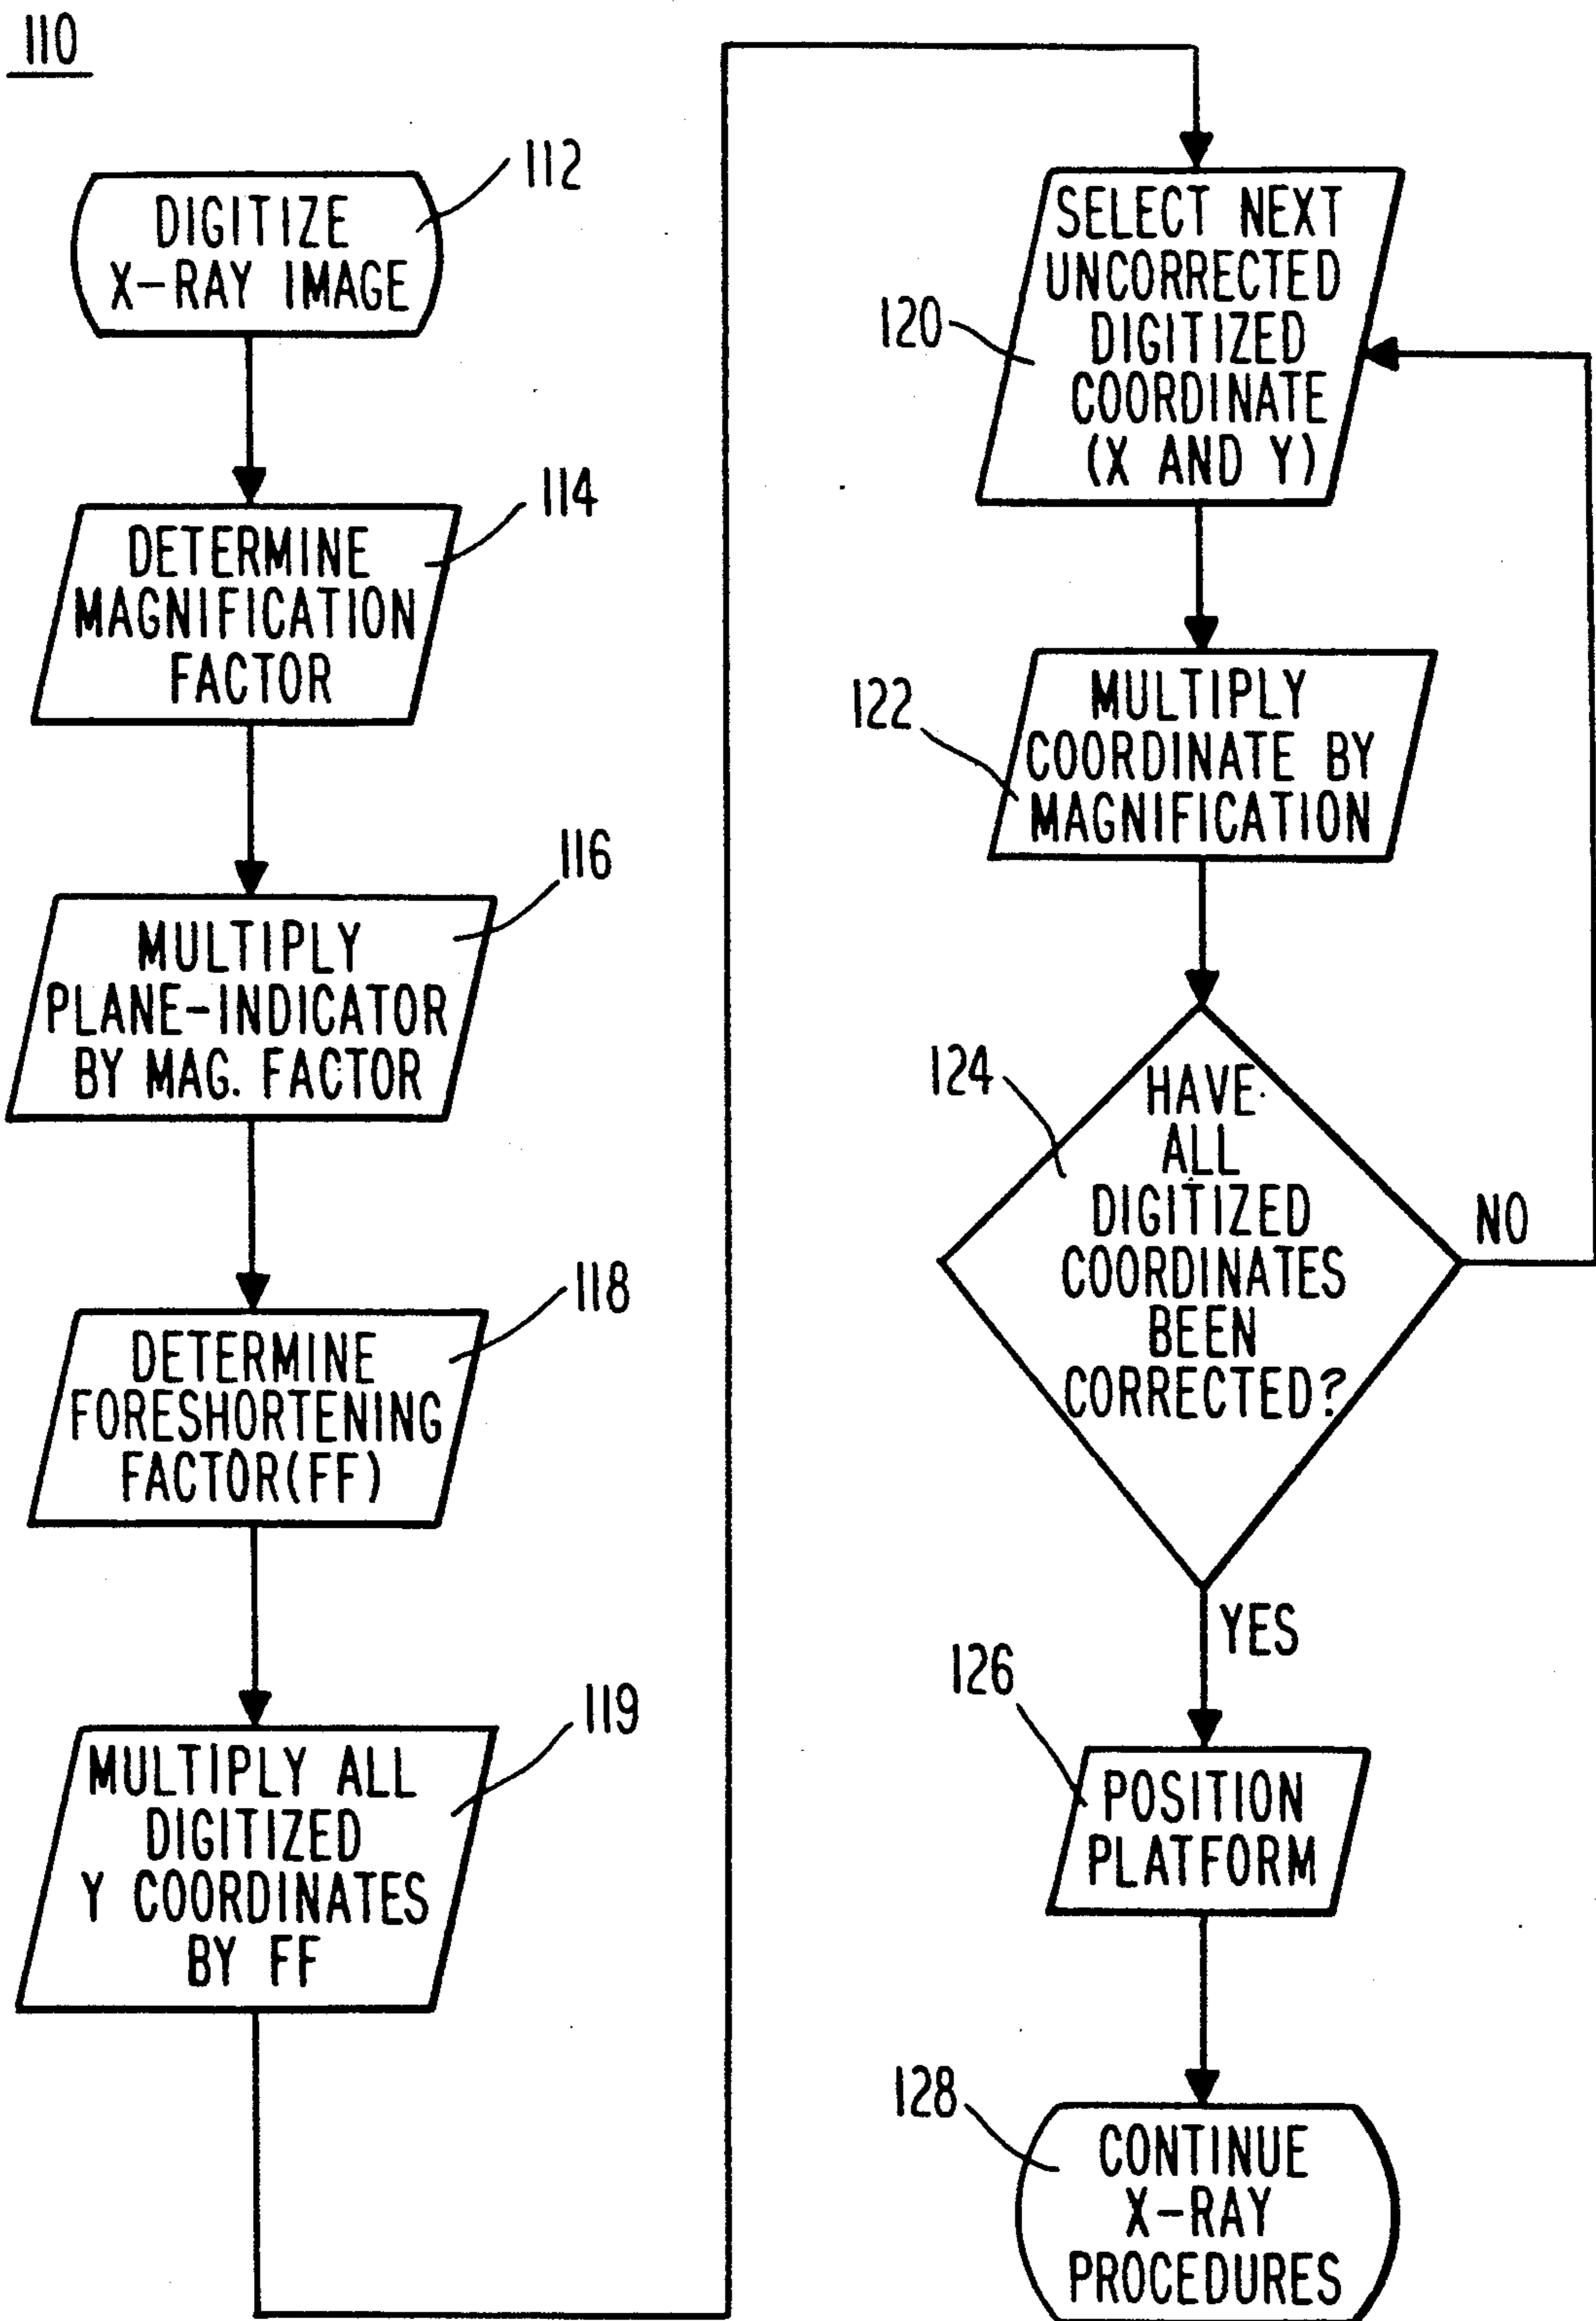 110
112
DIGITIZE
X-RAY IMAGE
114
DETERMINE
MAGNIFICATION
FACTOR
116
MULTIPLY
PLANE-INDICATOR
BY MAG. FACTOR
118
DETERMINE
FORESHORTENING
FACTOR(FF)
119
MULTIPLY ALL
DIGITIZED
Y COORDINATES
BY FF
120
SELECT NEXT
UNCORRECTED
DIGITIZED
COORDINATE
(X AND Y)
122
MULTIPLY
COORDINATE BY
MAGNIFICATION
124
HAVE
ALL
DIGITIZED
COORDINATES
BEEN
CORRECTED?
NO
YES
126
POSITION
PLATFORM
128
CONTINUE
X-RAY
PROCEDURES